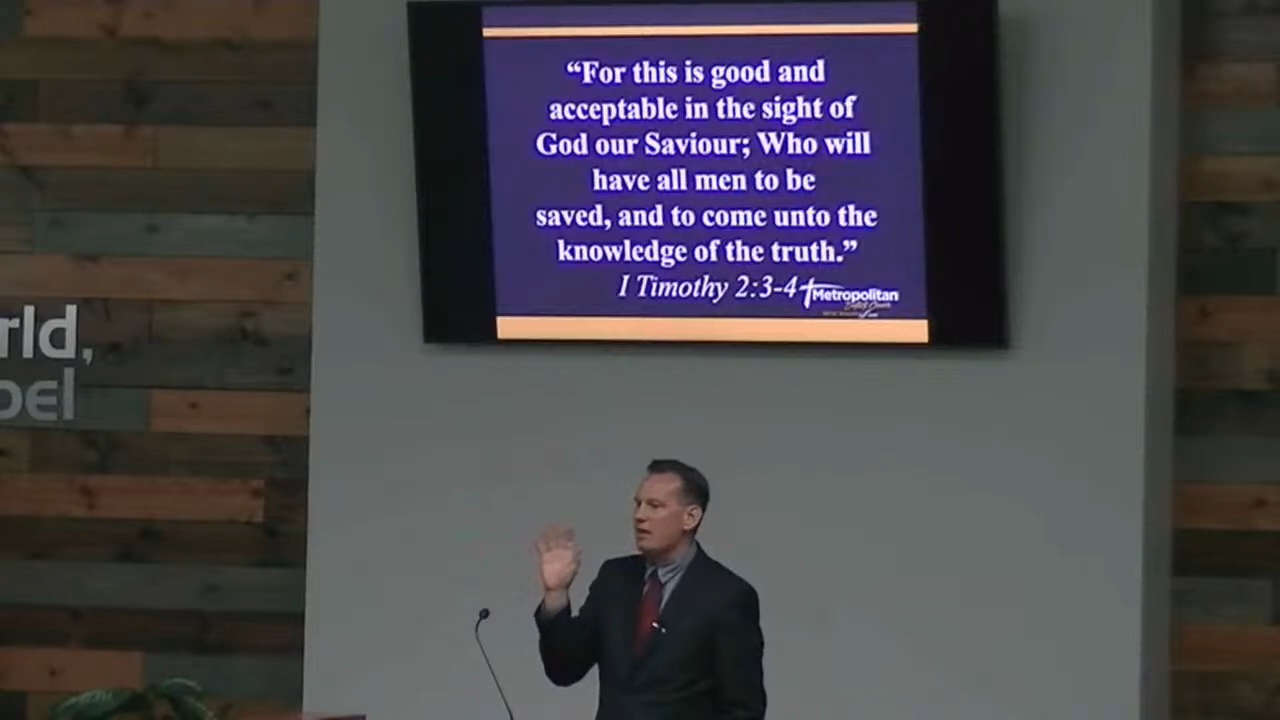 “For this is good and
acceptable in the sight of
God our Saviour; Who will
have all men to be
saved, and to come unto the
knowledge of the truth.”
I Timothy 2:3-4
Metropolitan
rld,
pel